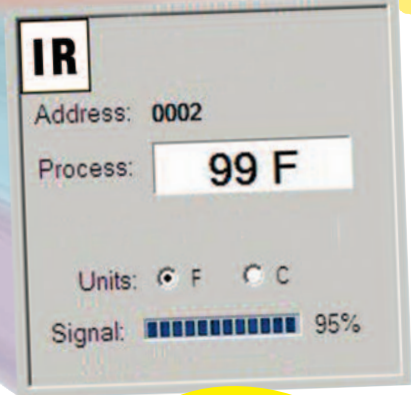 IR
Address: 0002
Process: 99 F
Units: F C
Signal: 95%